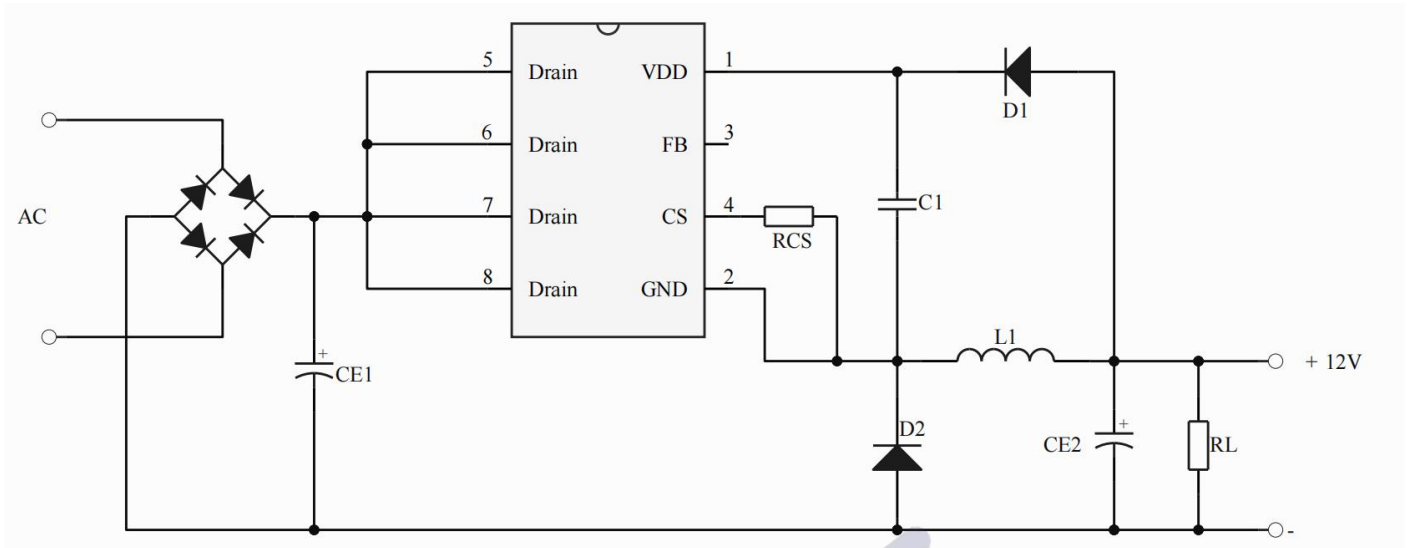 5 Drain VDD 1
D1
6 Drain FB 3
AC
7 Drain CS 4
C1
RCS
8 Drain GND 2
L1
+ 12V
+
CE1
D2
+
CE2
RL
-